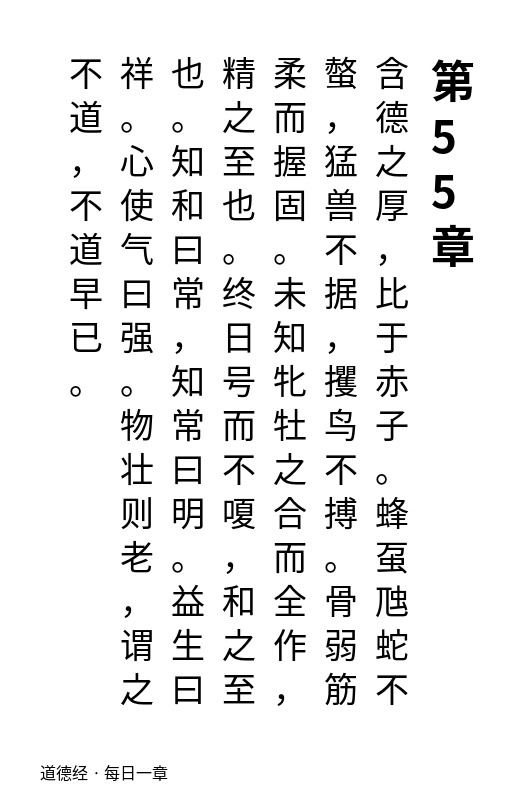 第55章
含德之厚，比于赤子。蜂虿虺蛇不
螫，猛兽不据，攫鸟不搏。骨弱筋
柔而握固。未知牝牡之合而全作，
精之至也。终日号而不嗄，和之至
也。知和曰常，知常曰明。益生曰
祥。心使气曰强。物壮则老，谓之
不道，不道早已。
道德经 · 每日一章